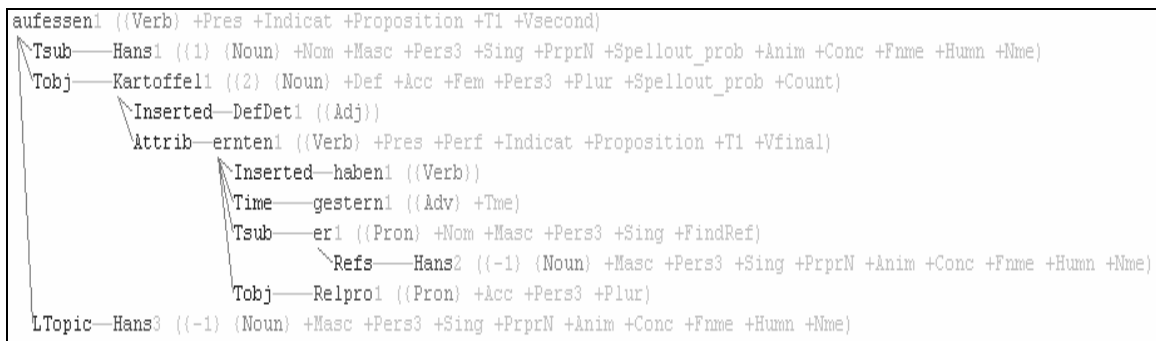 aufessen1 ({Verb} +Pres +Indicat +Proposition +T1 +Vsecond)
Tsub Hans1 ({1} {Noun} +Nom +Masc +Pers3 +Sing +PrprN +Spellout_prob +Anim +Conc +Fnme +Humn +Nme)
Tobj Kartoffel1 ({2} {Noun} +Def +Acc +Fem +Pers3 +Plur +Spellout_prob +Count)
Inserted DefDet1 ({Adj})
Attrib ernten1 ({Verb} +Pres +Perf +Indicat +Proposition +T1 +Vfinal)
Inserted haben1 ({Verb})
Time gestern1 ({Adv} +Tme)
Tsub er1 ({Pron} +Nom +Masc +Pers3 +Sing +FindRef)
Refs Hans2 ({-1} {Noun} +Masc +Pers3 +Sing +PrprN +Anim +Conc +Fnme +Humn +Nme)
Tobj Relpro1 ({Pron} +Acc +Pers3 +Plur)
LTopic Hans3 ({-1} {Noun} +Masc +Pers3 +Sing +PrprN +Anim +Conc +Fnme +Humn +Nme)